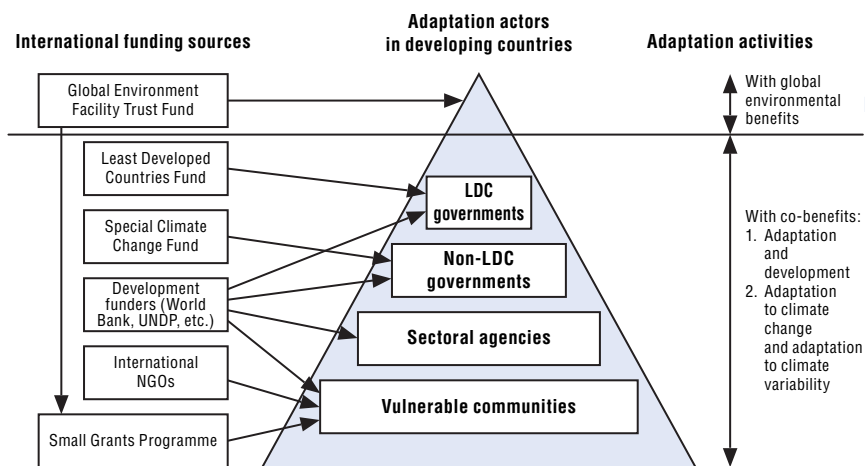 International funding sources
Adaptation actors
in developing countries
Adaptation activities
Global Environment
Facility Trust Fund
With global
environmental
benefits
Least Developed
Countries Fund
LDC
governments
Special Climate
Change Fund
Non-LDC
governments
Development
funders (World
Bank, UNDP, etc.)
Sectoral agencies
International
NGOs
Vulnerable communities
Small Grants Programme
With co-benefits:
1. Adaptation
and
development
2. Adaptation
to climate
change
and adaptation
to climate
variability